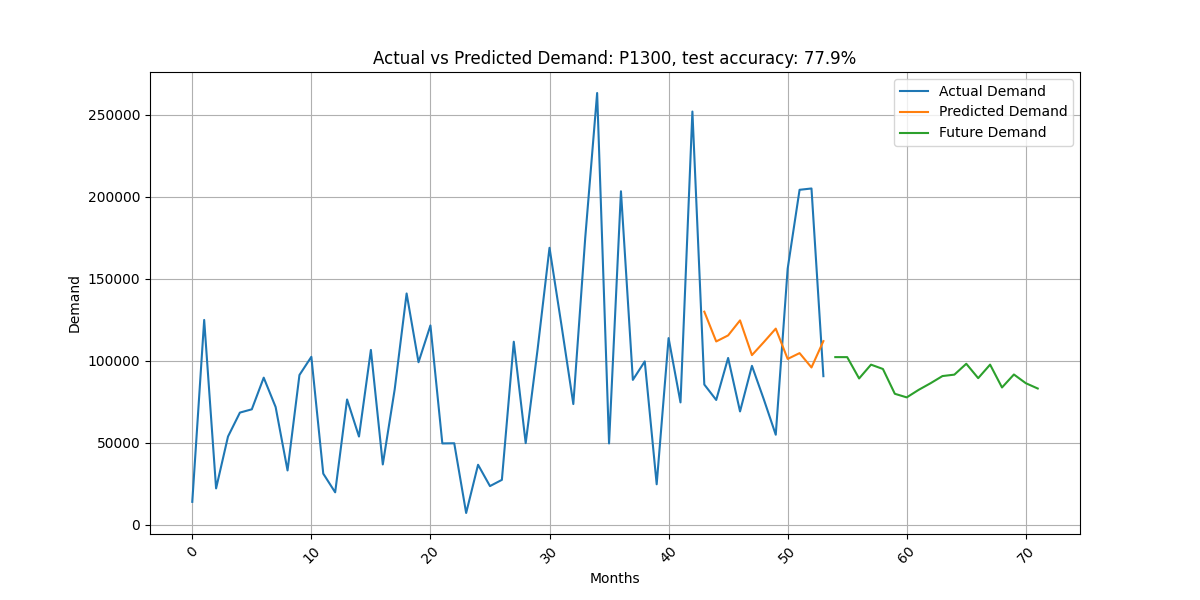 Actual vs Predicted Demand: P1300, test accuracy: 77.9%
Actual Demand
Predicted Demand
Future Demand
250000
200000
150000
100000
50000
0
Demand
0 10 20 30 40 50 60 70
Months